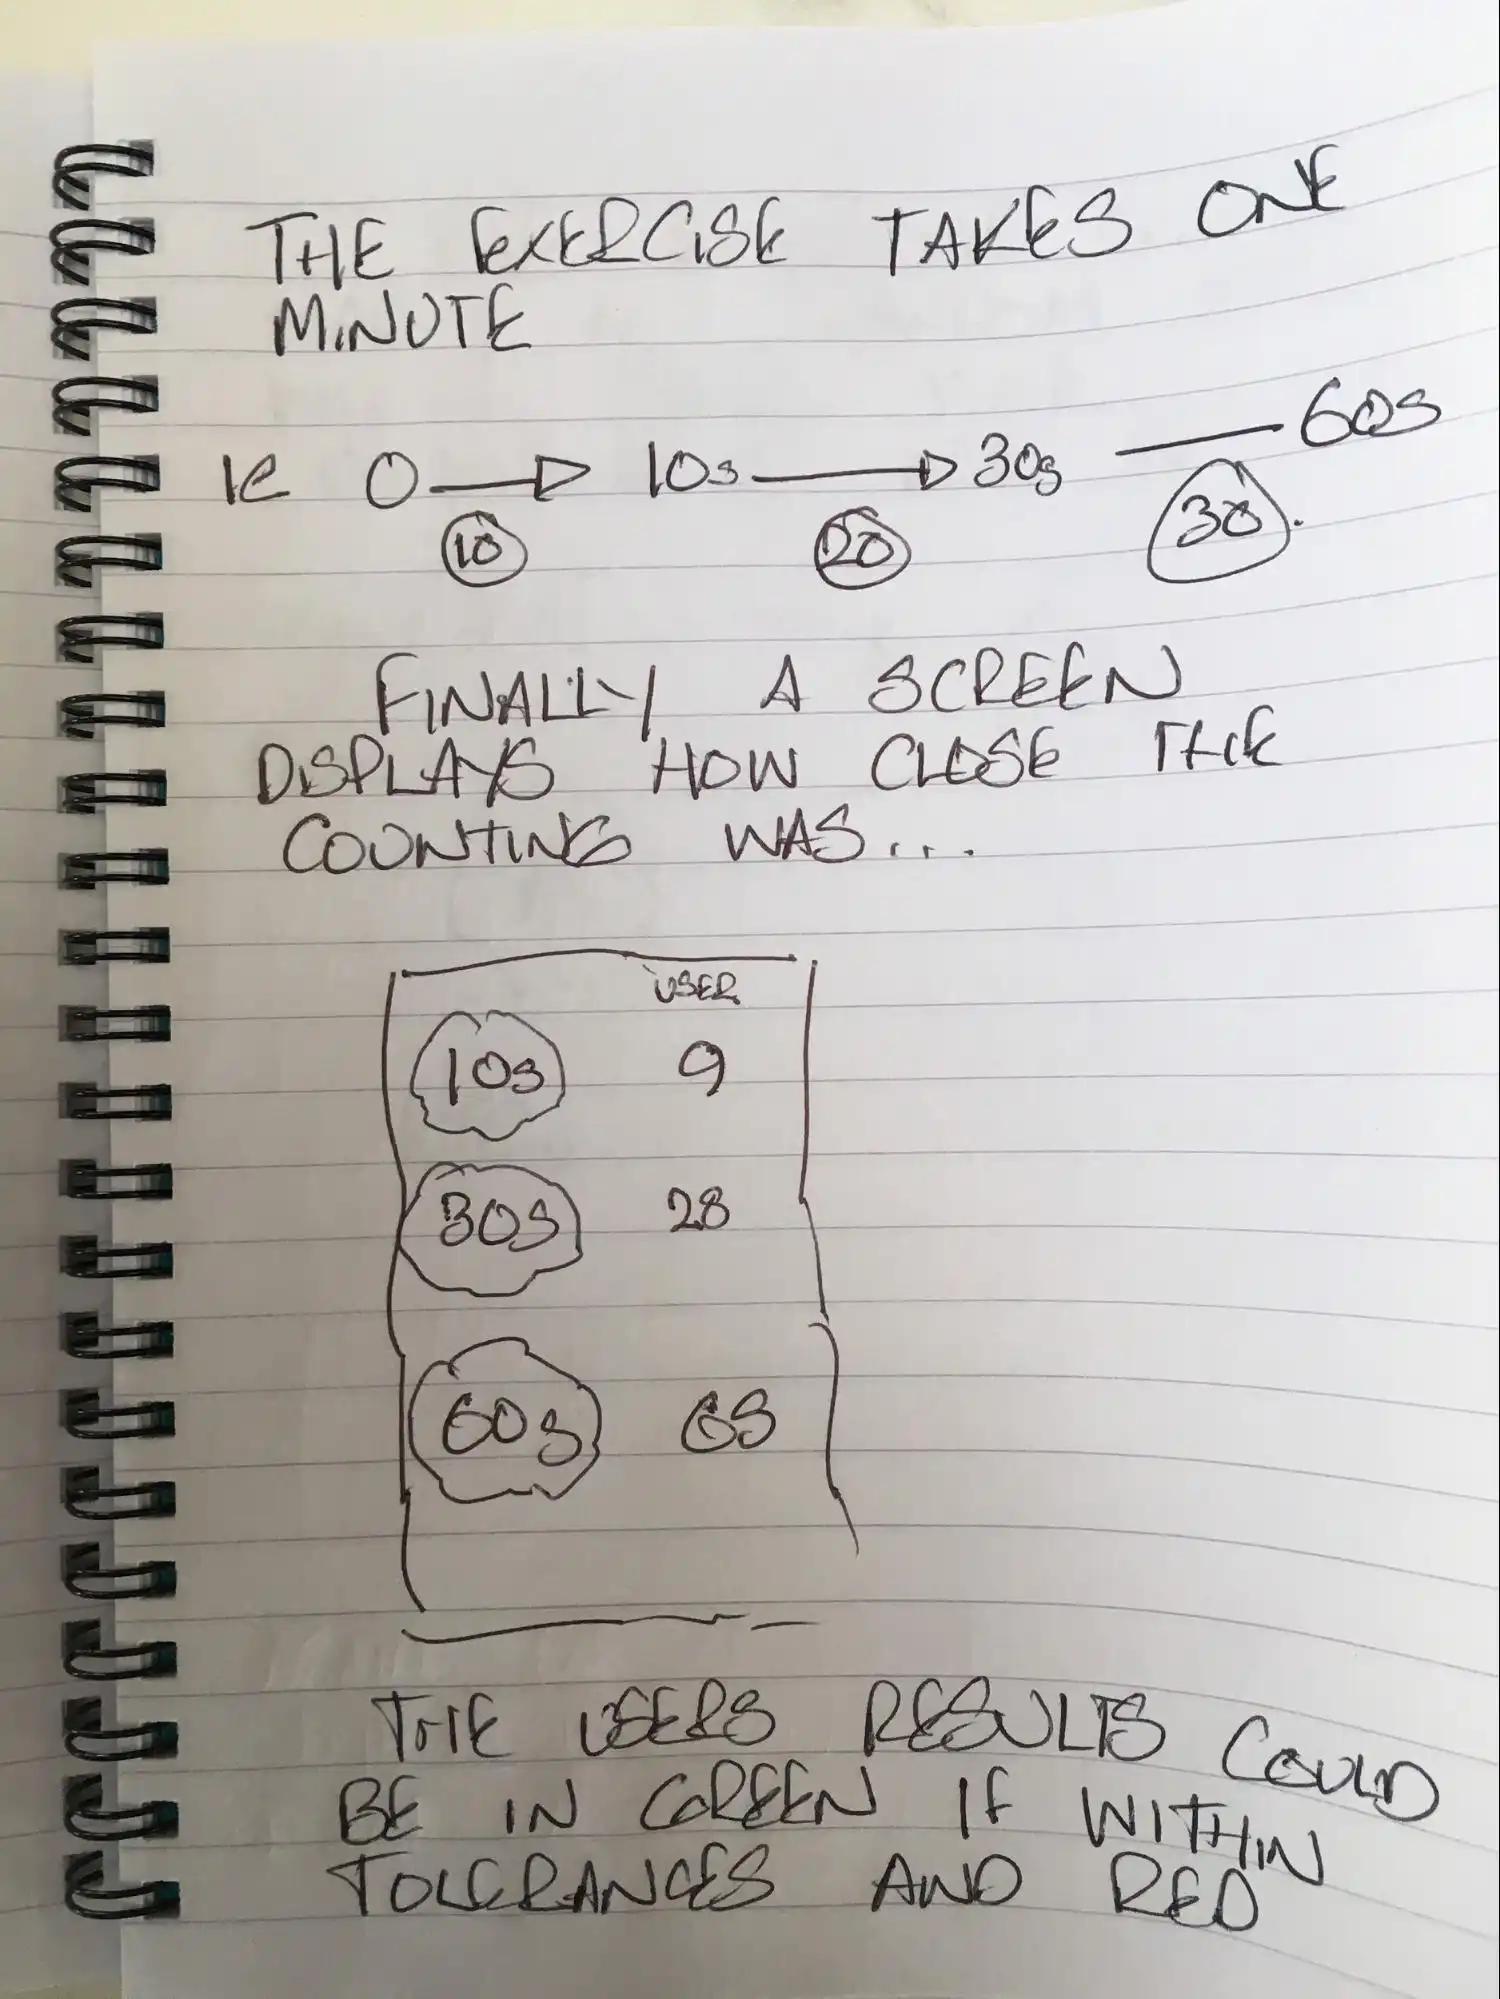 THE EXERCISE TAKES ONE
MINUTE
IE 0 → 10s → 30s — 60s
10 20 30.
FINALLY A SCREEN
DISPLAYS HOW CLOSE THE
COUNTING WAS...
USER
10s 9
30s 28
60s 63
THE USERS RESULTS COULD
BE IN GREEN IF WITHIN
TOLERANCES AND RED